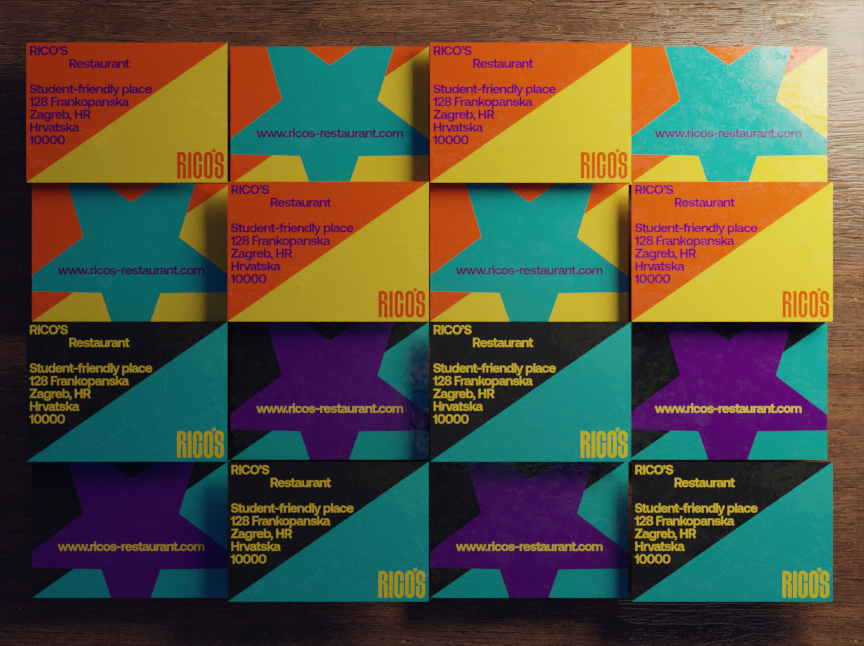 RICO'S
Restaurant
Student-friendly place
128 Frankopanska
Zagreb, HR
Hrvatska
10000
RICO'S
www.ricos-restaurant.com
RICO'S
Restaurant
Student-friendly place
128 Frankopanska
Zagreb, HR
Hrvatska
10000
RICO'S
www.ricos-restaurant.com
www.ricos-restaurant.com
RICO'S
Restaurant
Student-friendly place
128 Frankopanska
Zagreb, HR
Hrvatska
10000
RICO'S
www.ricos-restaurant.com
RICO'S
Restaurant
Student-friendly place
128 Frankopanska
Zagreb, HR
Hrvatska
10000
RICO'S
RICO'S
Restaurant
Student-friendly place
128 Frankopanska
Zagreb, HR
Hrvatska
10000
RICO'S
www.ricos-restaurant.com
RICO'S
Restaurant
Student-friendly place
128 Frankopanska
Zagreb, HR
Hrvatska
10000
RICO'S
www.ricos-restaurant.com
www.ricos-restaurant.com
RICO'S
Restaurant
Student-friendly place
128 Frankopanska
Zagreb, HR
Hrvatska
10000
RICO'S
www.ricos-restaurant.com
RICO'S
Restaurant
Student-friendly place
128 Frankopanska
Zagreb, HR
Hrvatska
10000
RICO'S